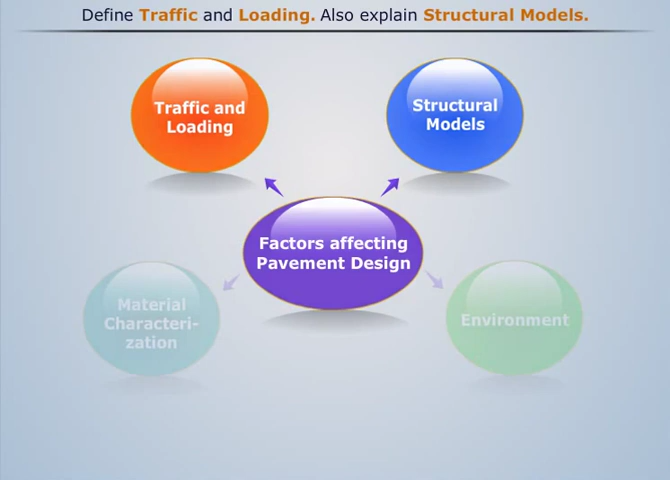 Define Traffic and Loading. Also explain Structural Models.
Traffic and
Loading
Structural
Models
Factors affecting
Pavement Design
Material
Characteri-
zation
Environment